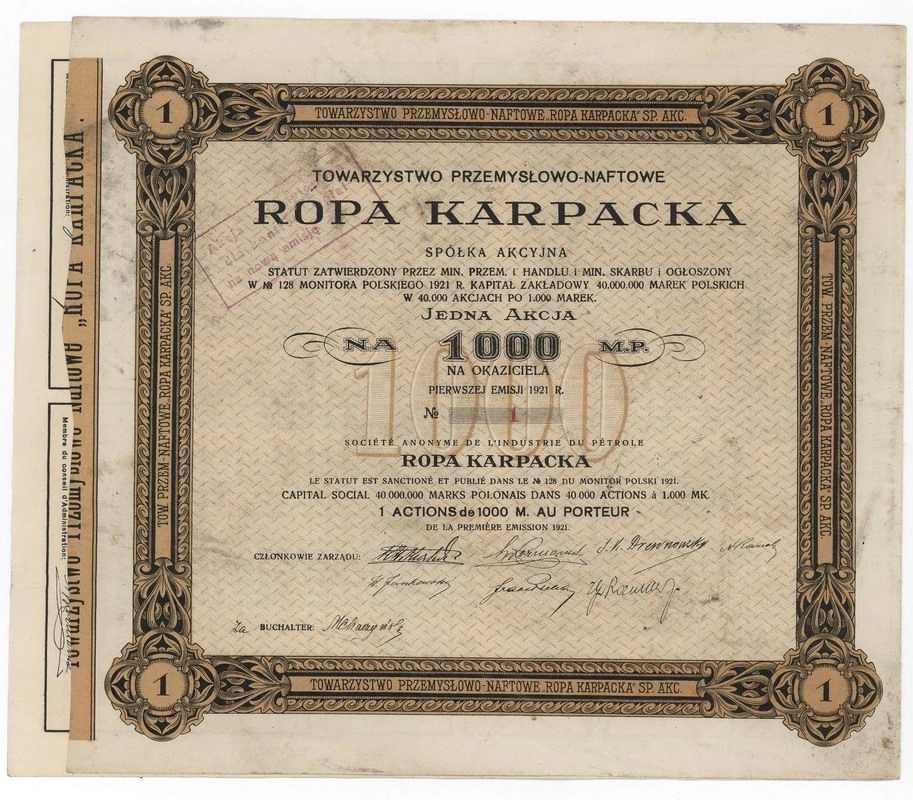 1
TOWARZYSTWO PRZEMYSŁOWO-NAFTOWE „ROPA KARPACKA" SP. AKC.
1
TOWARZYSTWO PRZEMYSŁOWO-NAFTOWE
ROPA KARPACKA
SPÓŁKA AKCYJNA
STATUT ZATWIERDZONY PRZEZ MIN. PRZEM. i HANDLU i MIN. SKARBU i OGŁOSZONY
W № 128 MONITORA POLSKIEGO 1921 R. KAPITAŁ ZAKŁADOWY 40.000.000 MAREK POLSKICH
W 40.000 AKCJACH PO 1.000 MAREK.
JEDNA AKCJA
NA 1000 M.P.
NA OKAZICIELA
PIERWSZEJ EMISJI 1921 R.
№ 1
1000
SOCIÉTÉ ANONYME DE L'INDUSTRIE DU PÉTROLE
ROPA KARPACKA
LE STATUT EST SANCTIONÉ ET PUBLIÉ DANS LE № 128 DU MONITOR POLSKI 1921.
CAPITAL SOCIAL 40.000.000 MARKS POLONAIS DANS 40 000 ACTIONS à 1.000 MK.
1 ACTIONS de 1000 M. AU PORTEUR
DE LA PREMIÈRE EMISSION 1921.
CZŁONKOWIE ZARZĄDU:
Za BUCHALTER:
1
TOWARZYSTWO PRZEMYSŁOWO-NAFTOWE „ROPA KARPACKA" SP. AKC.
1
TOW. PRZEM NAFTOWE „ROPA KARPACKA" SP. AKC.
TOW. PRZEM NAFTOWE ROPA KARPACKA SP. AKC
na nową emisję
Towarzystwo Przemysłowo Naftowe „ROPA KARPACKA".
Membre du conseil d'Administration: